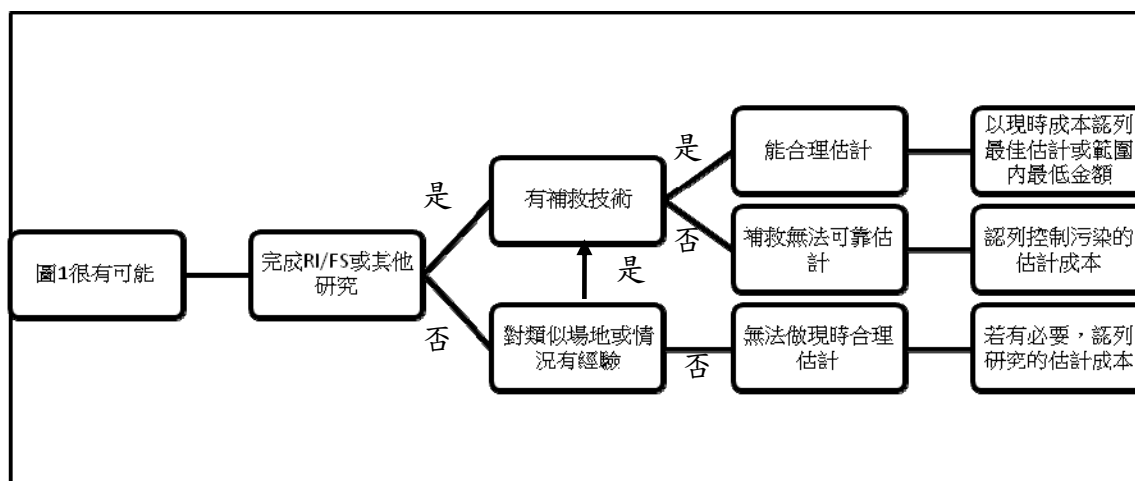 圖1很有可能
完成RI/FS或其他
研究
是
否
有補救技術
是
對類似場地或情
況有經驗
是
否
否
能合理估計
補救無法可靠估
計
無法做現時合理
估計
以現時成本認列
最佳估計或範圍
內最低金額
認列控制污染的
估計成本
若有必要，認列
研究的估計成本